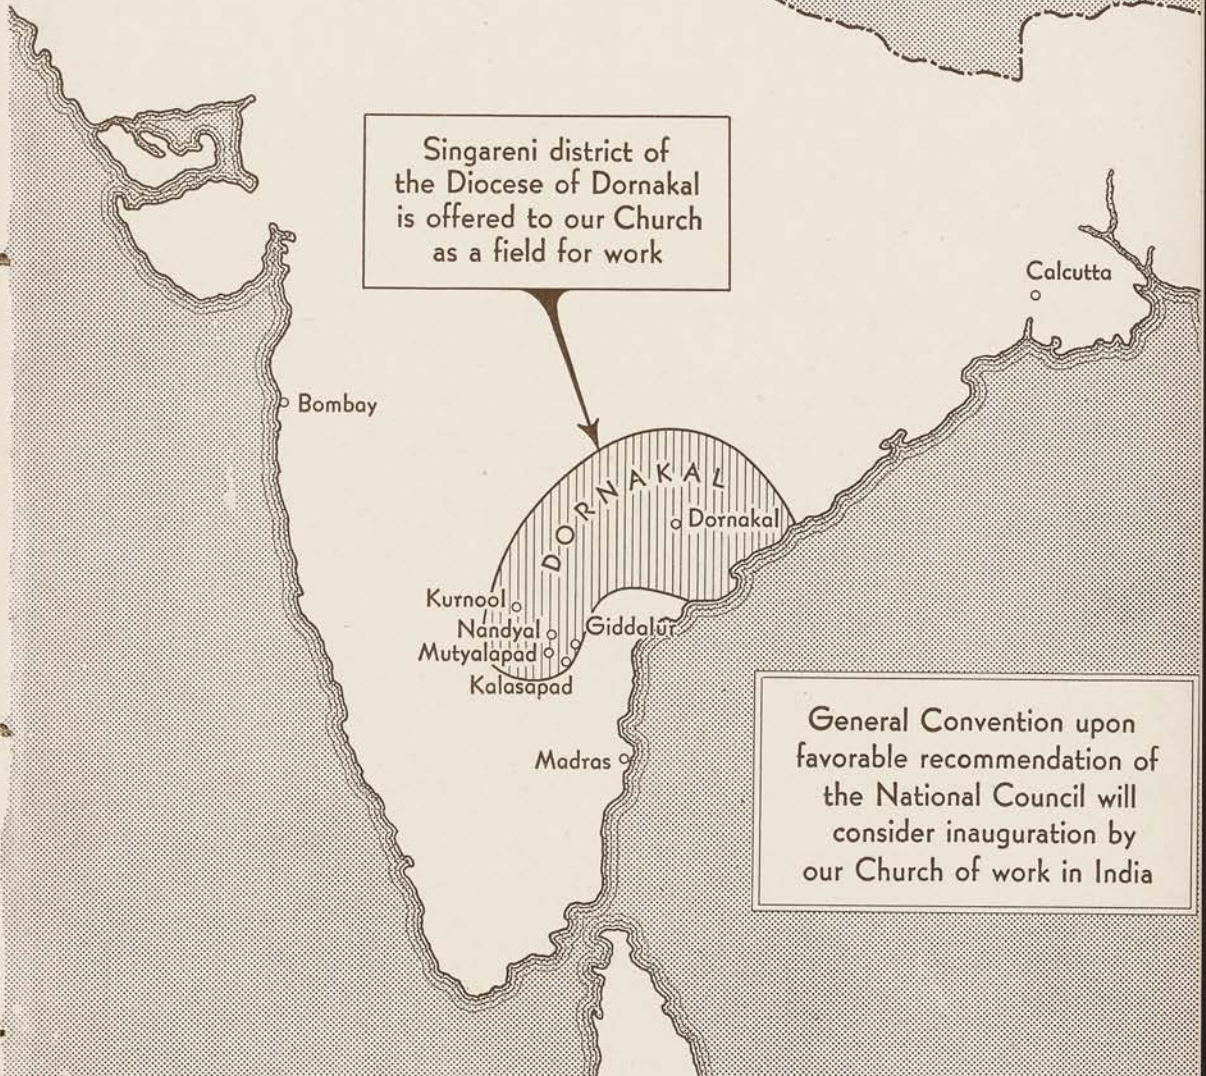 Singareni district of
the Diocese of Dornakal
is offered to our Church
as a field for work
Calcutta
Bombay
DORNAKAL
Dornakal
Kurnool
Nandyal
Giddalur
Mutyalapad
Kalasapad
Madras
General Convention upon
favorable recommendation of
the National Council will
consider inauguration by
our Church of work in India